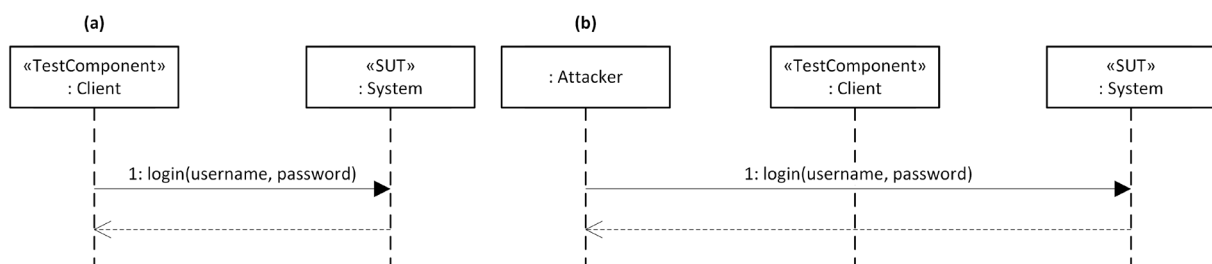 (a)
«TestComponent»
: Client
«SUT»
: System
1: login(username, password)
(b)
: Attacker
«TestComponent»
: Client
«SUT»
: System
1: login(username, password)